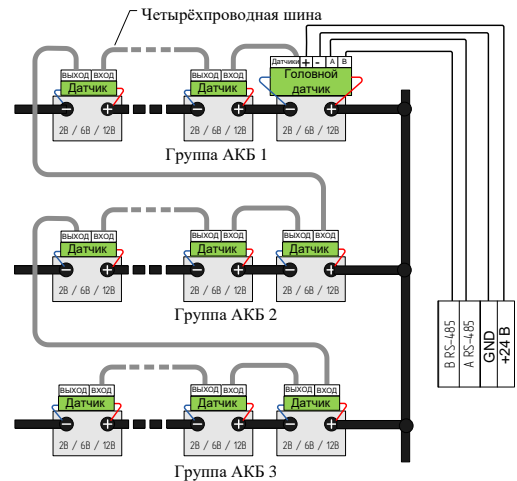 Четырёхпроводная шина
Датчики + - A B
ВЫХОД ВХОД ВЫХОД ВХОД Головной
Датчик Датчик датчик
- + - + - +
2В / 6В / 12В 2В / 6В / 12В 2В / 6В / 12В
Группа АКБ 1
ВЫХОД ВХОД ВЫХОД ВХОД ВЫХОД ВХОД
Датчик Датчик Датчик
- + - + - +
2В / 6В / 12В 2В / 6В / 12В 2В / 6В / 12В
Группа АКБ 2
B RS-485
A RS-485
GND
+24 В
ВЫХОД ВХОД ВЫХОД ВХОД ВЫХОД ВХОД
Датчик Датчик Датчик
- + - + - +
2В / 6В / 12В 2В / 6В / 12В 2В / 6В / 12В
Группа АКБ 3